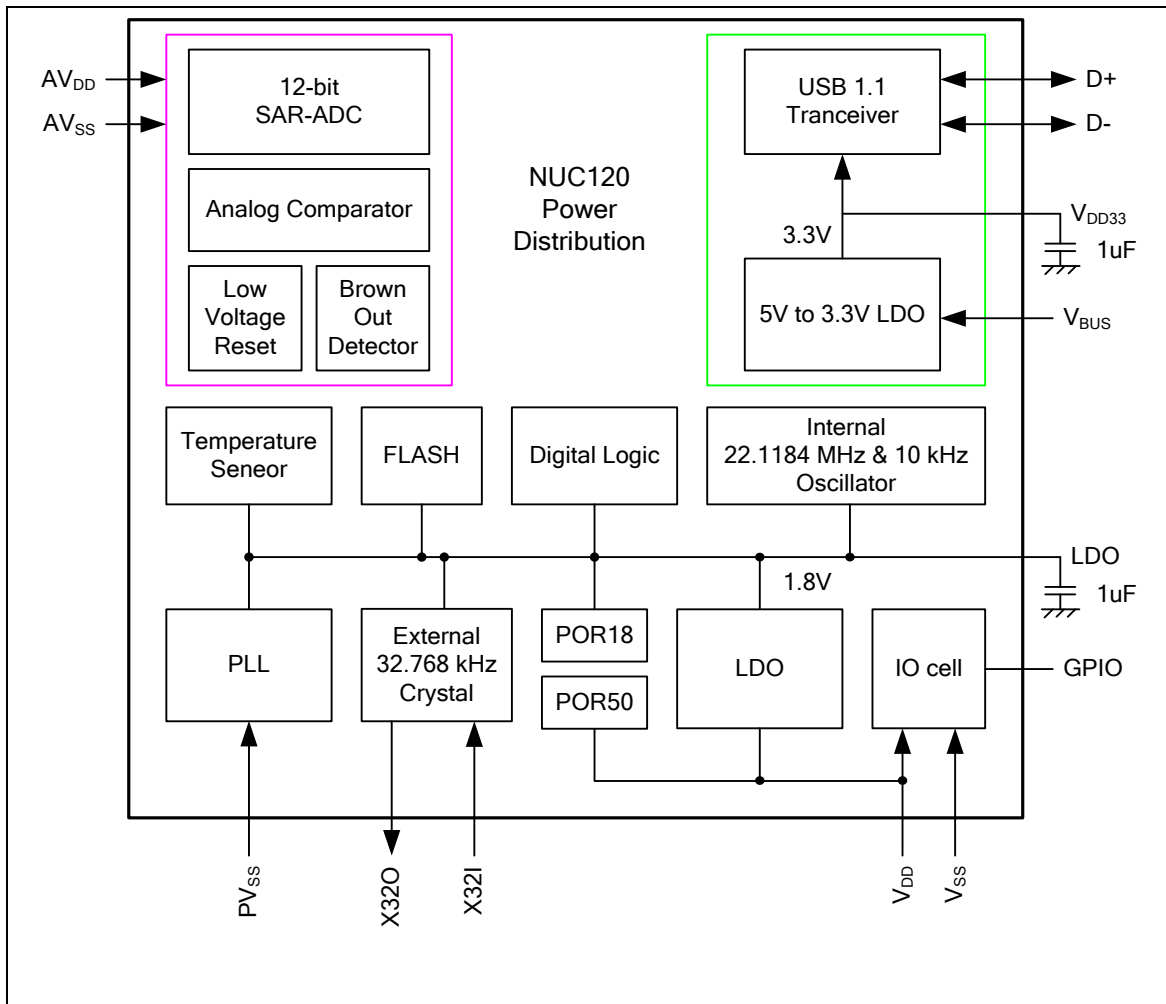 AVDD
AVSS
12-bit
SAR-ADC
Analog Comparator
Low
Voltage
Reset
Brown
Out
Detector
NUC120
Power
Distribution
USB 1.1
Tranceiver
D+
D-
3.3V
VDD33
1uF
5V to 3.3V LDO
VBUS
Temperature
Seneor
FLASH
Digital Logic
Internal
22.1184 MHz & 10 kHz
Oscillator
1.8V
LDO
1uF
PLL
External
32.768 kHz
Crystal
POR18
POR50
LDO
IO cell
GPIO
PVSS
X32O
X32I
VDD
VSS